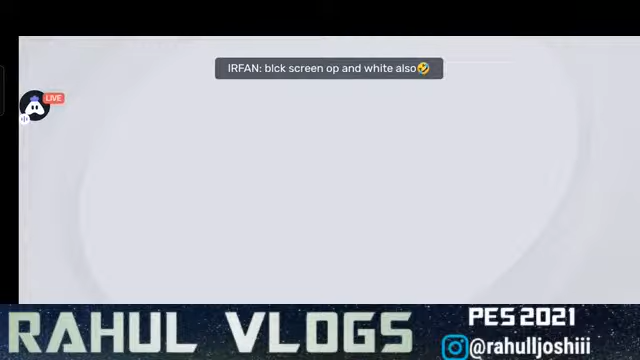 IRFAN: blck screen op and white also🤣
LIVE
RAHUL VLOGS
PES 2021
@rahulljoshiii